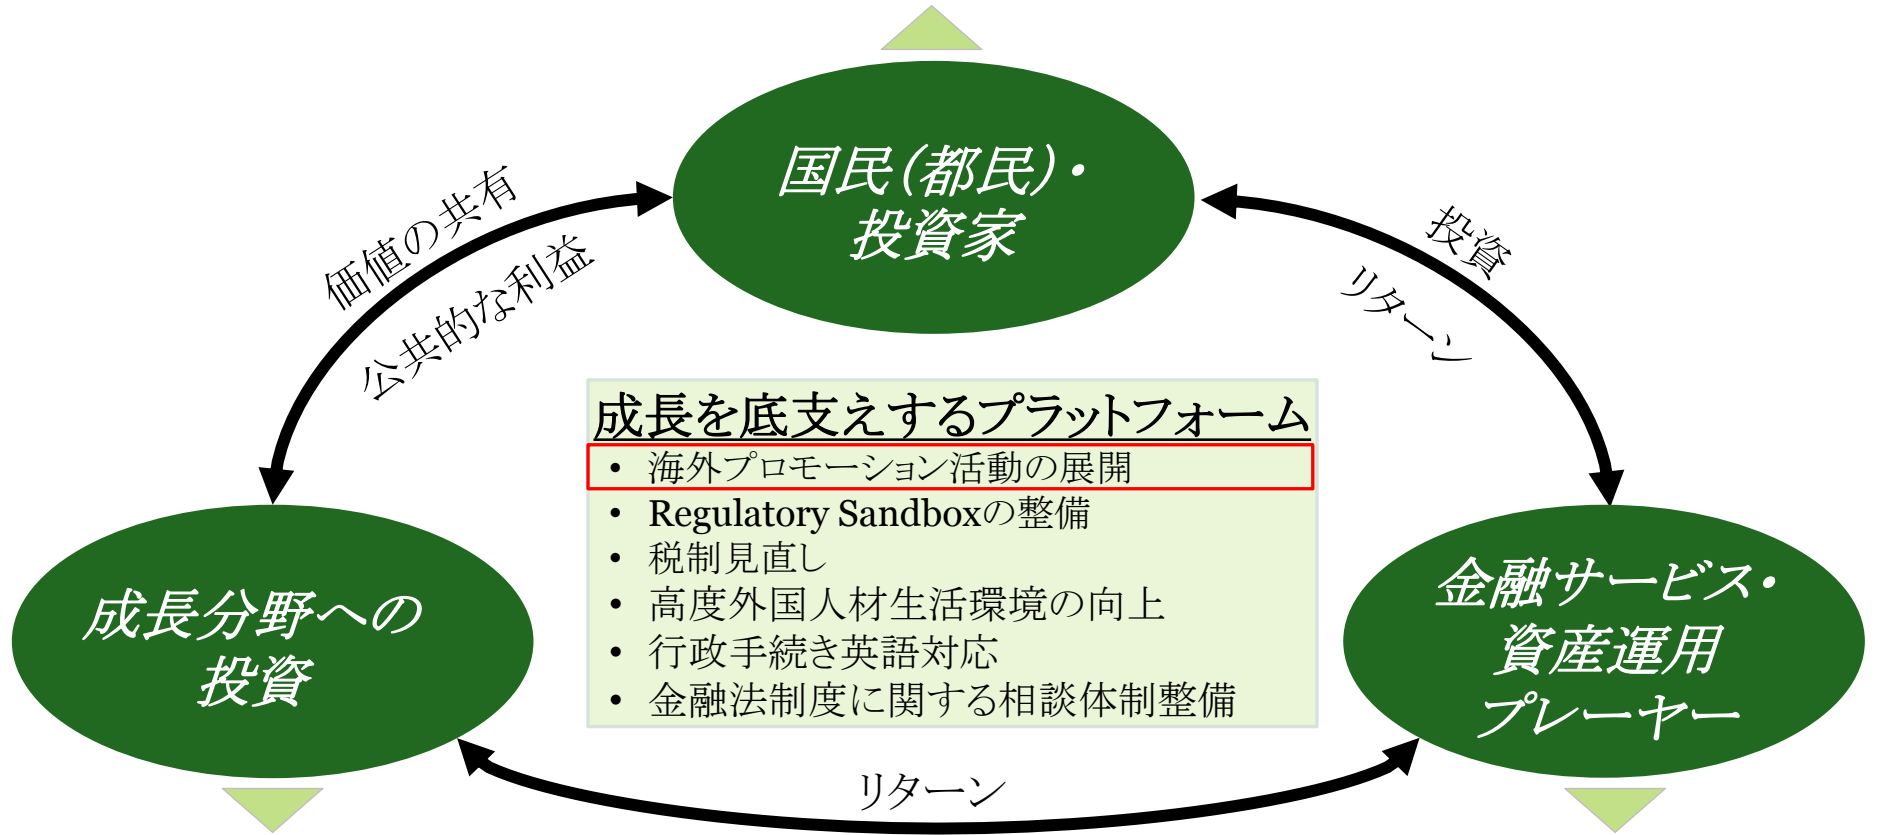 国民(都民)・
投資家
価値の共有
公共的な利益
投資
リターン
成長を底支えするプラットフォーム
• 海外プロモーション活動の展開
• Regulatory Sandboxの整備
• 税制見直し
• 高度外国人材生活環境の向上
• 行政手続き英語対応
• 金融法制度に関する相談体制整備
成長分野への
投資
金融サービス・
資産運用
プレーヤー
リターン